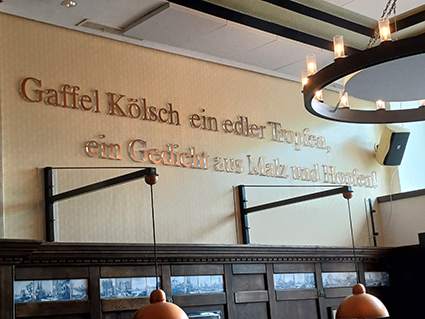 Gaffel Kölsch ein edler Tropfen,
ein Gedicht aus Malz und Hopfen!